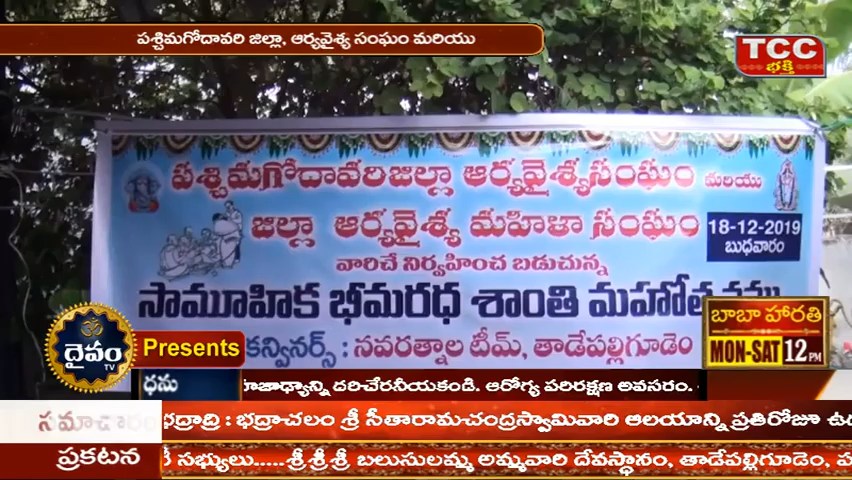 పశ్చిమగోదావరి జిల్లా, ఆర్యవైశ్య సంఘం మరియు
TCC
భక్తి
పశ్చిమగోదావరిజిల్లా ఆర్యవైశ్యసంఘం మరియు
జిల్లా ఆర్యవైశ్య మహిళా సంఘం
18-12-2019
బుధవారం
వారిచే నిర్వహించ బడుచున్న
సామూహిక భీమరధ శాంతి
కన్వినర్స్ : నవరత్నాల టీమ్, తాడేపల్లిగూడెం
బాబా హారతి
MON-SAT 12PM
ఓం
దైవం
TV
Presents
ధను
దరిచేరనీయకండి. ఆరోగ్య పరిరక్షణ అవసరం.
సమాచారం భద్రాద్రి : భద్రాచలం శ్రీ సీతారామచంద్రస్వామివారి ఆలయాన్ని ప్రతిరోజూ
ప్రకటన శ్రీ సభ్యులు.....శ్రీ శ్రీ శ్రీ బలుసులమ్మ అమ్మవారి దేవస్థానం, తాడేపల్లిగూడెం,